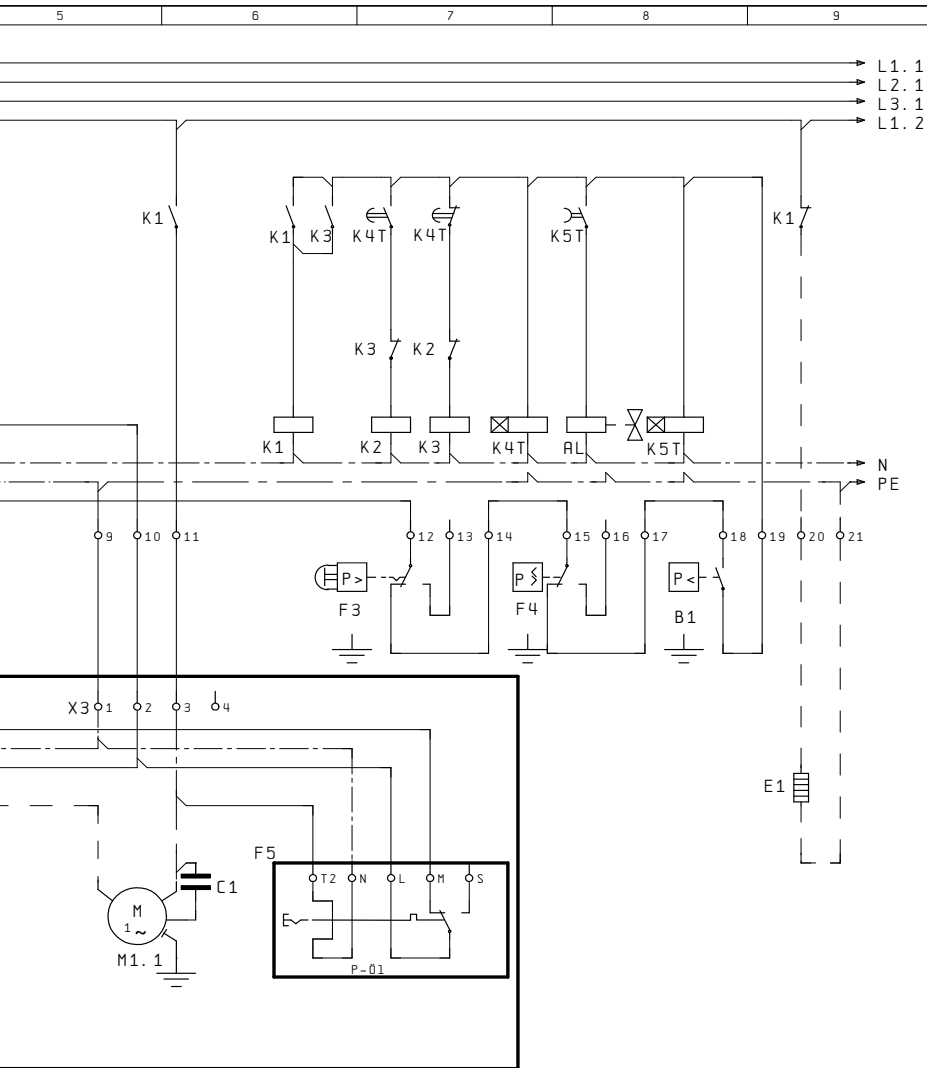 5 6 7 8 9
L1.1
L2.1
L3.1
L1.2
K1 K1 K3 K4T K4T K5T K1
K3 K2
K1 K2 K3 K4T AL K5T
N
PE
9 10 11 12 13 14 15 16 17 18 19 20 21
P> P P<
F3 F4 B1
X3 1 2 3 4
E1
F5
T2 N L M S
C1
M
1~
M1.1
P-Öl